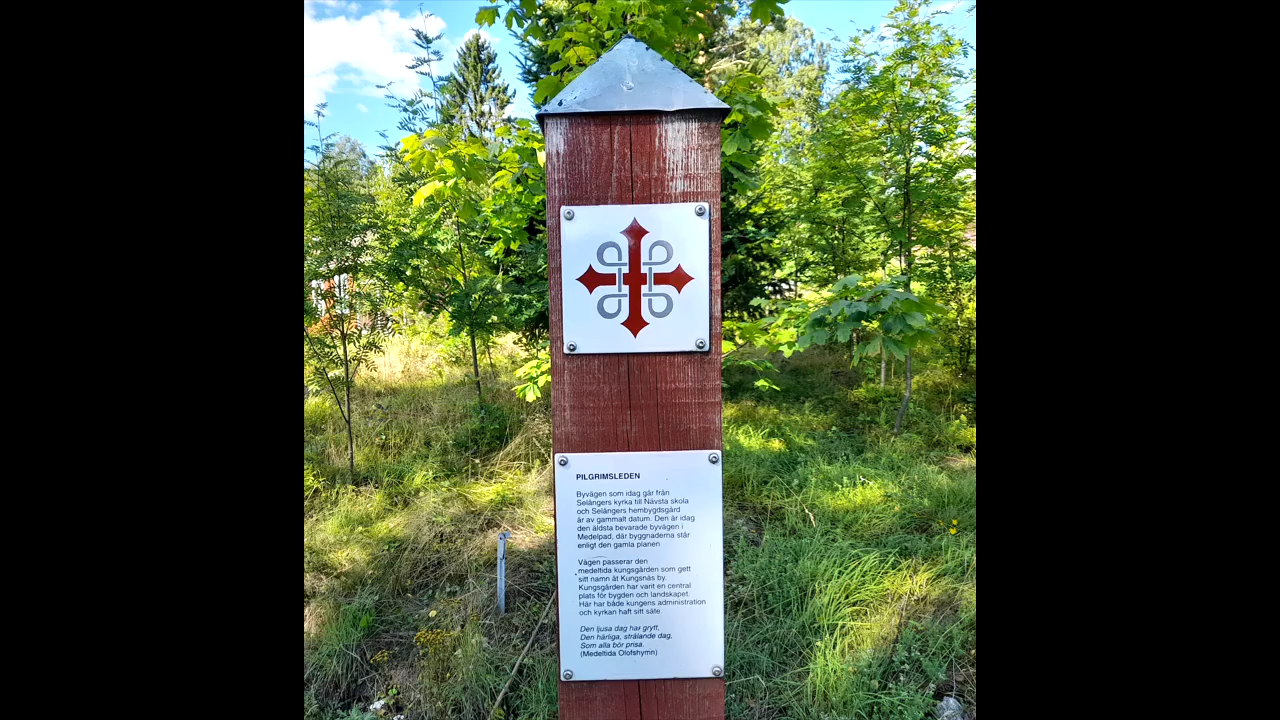 PILGRIMSLEDEN
Byvägen som idag går från
Selångers kyrka till Nävsta skola
och Selångers hembygdsgård
är av gammalt datum. Den är idag
den äldsta bevarade byvägen i
Medelpad, där byggnaderna står
enligt den gamla planen
Vägen passerar den
medeltida kungsgården som gett
sitt namn åt Kungsnäs by.
Kungsgården har varit en central
plats för bygden och landskapet.
Här har både kungens administration
och kyrkan haft sitt säte.
Den ljusa dag har grytt,
Den härliga, strålande dag,
Som alla bör prisa.
(Medeltida Olofshymn)